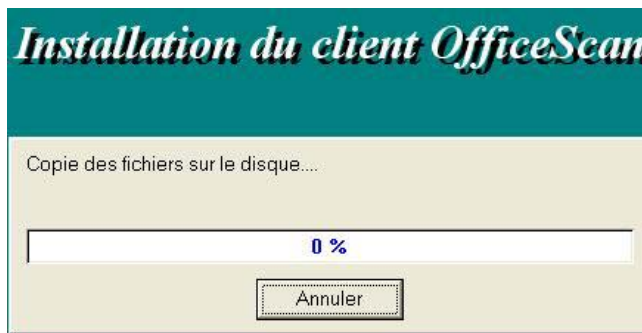 Installation du client OfficeScan
Copie des fichiers sur le disque....
0 %
Annuler